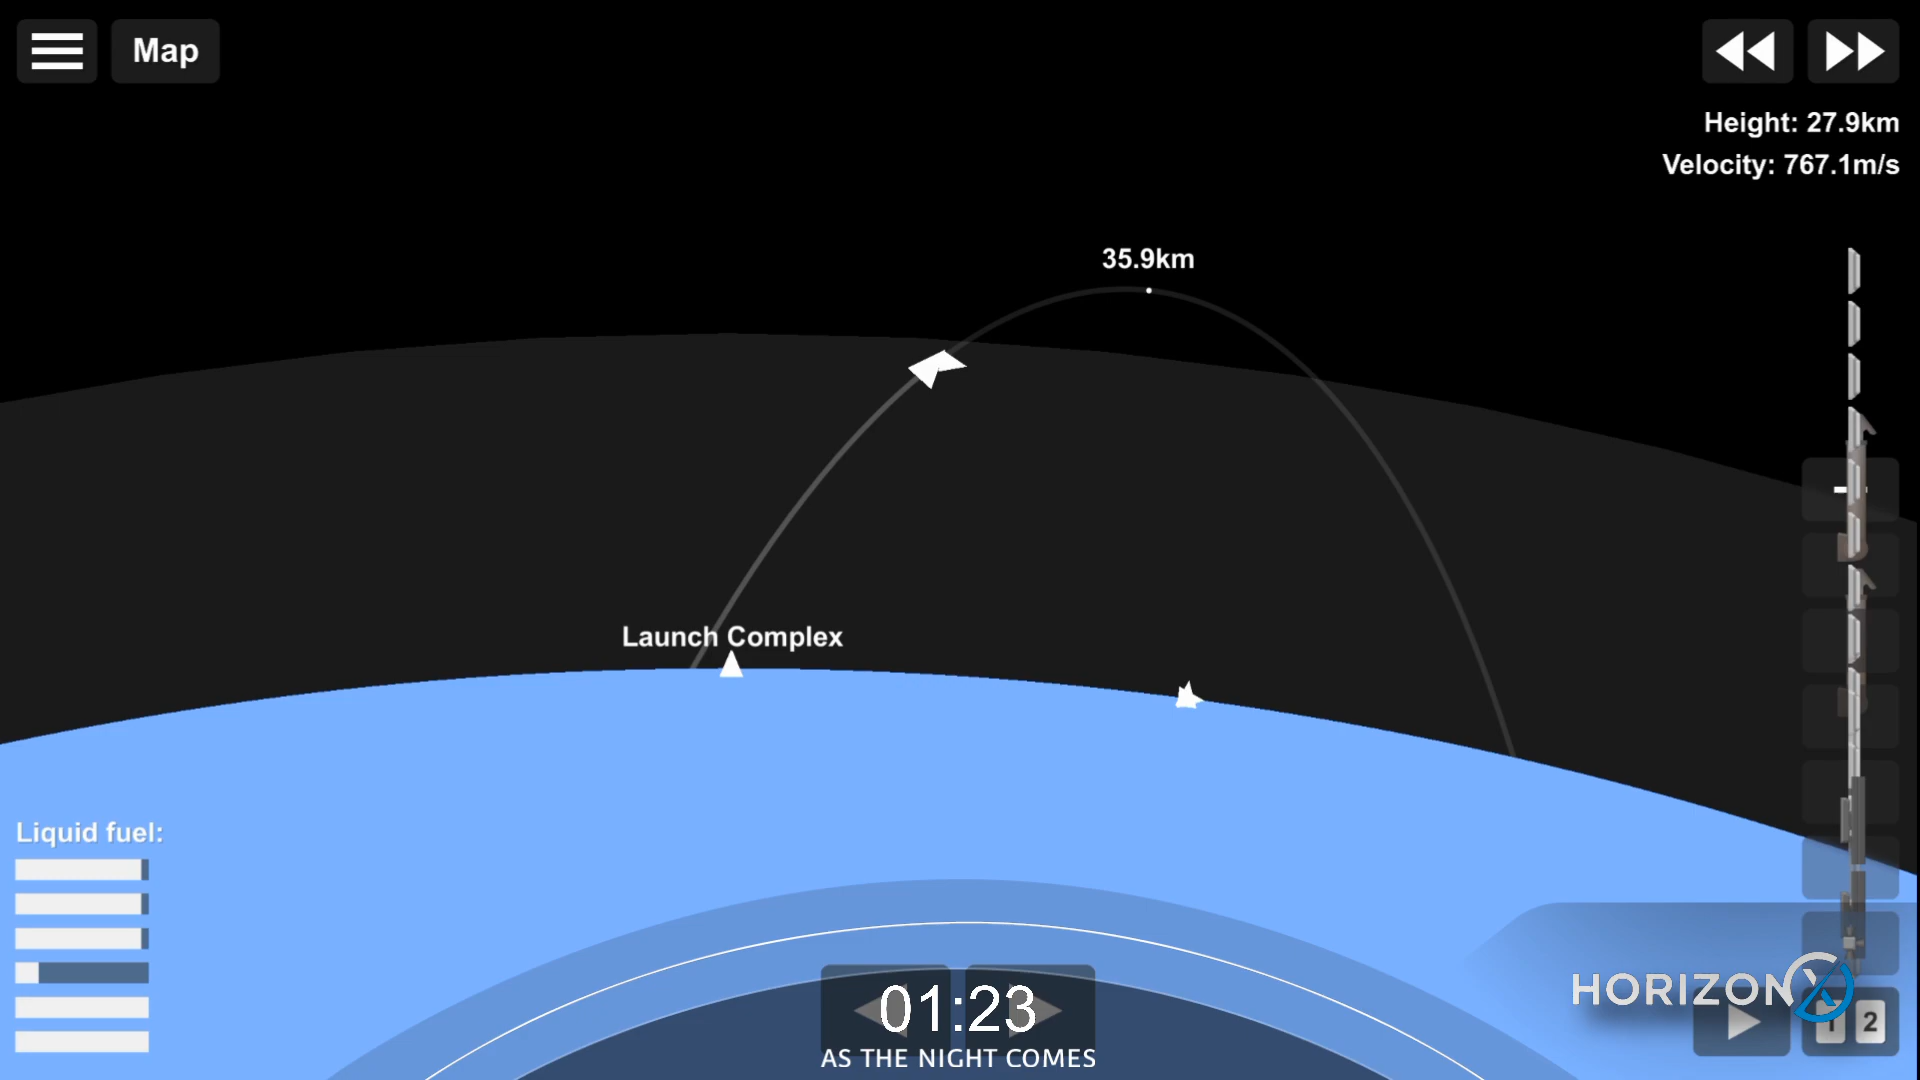 Map
Height: 27.9km
Velocity: 767.1m/s
35.9km
Launch Complex
Liquid fuel:
HORIZON X
1 2
01:23
AS THE NIGHT COMES